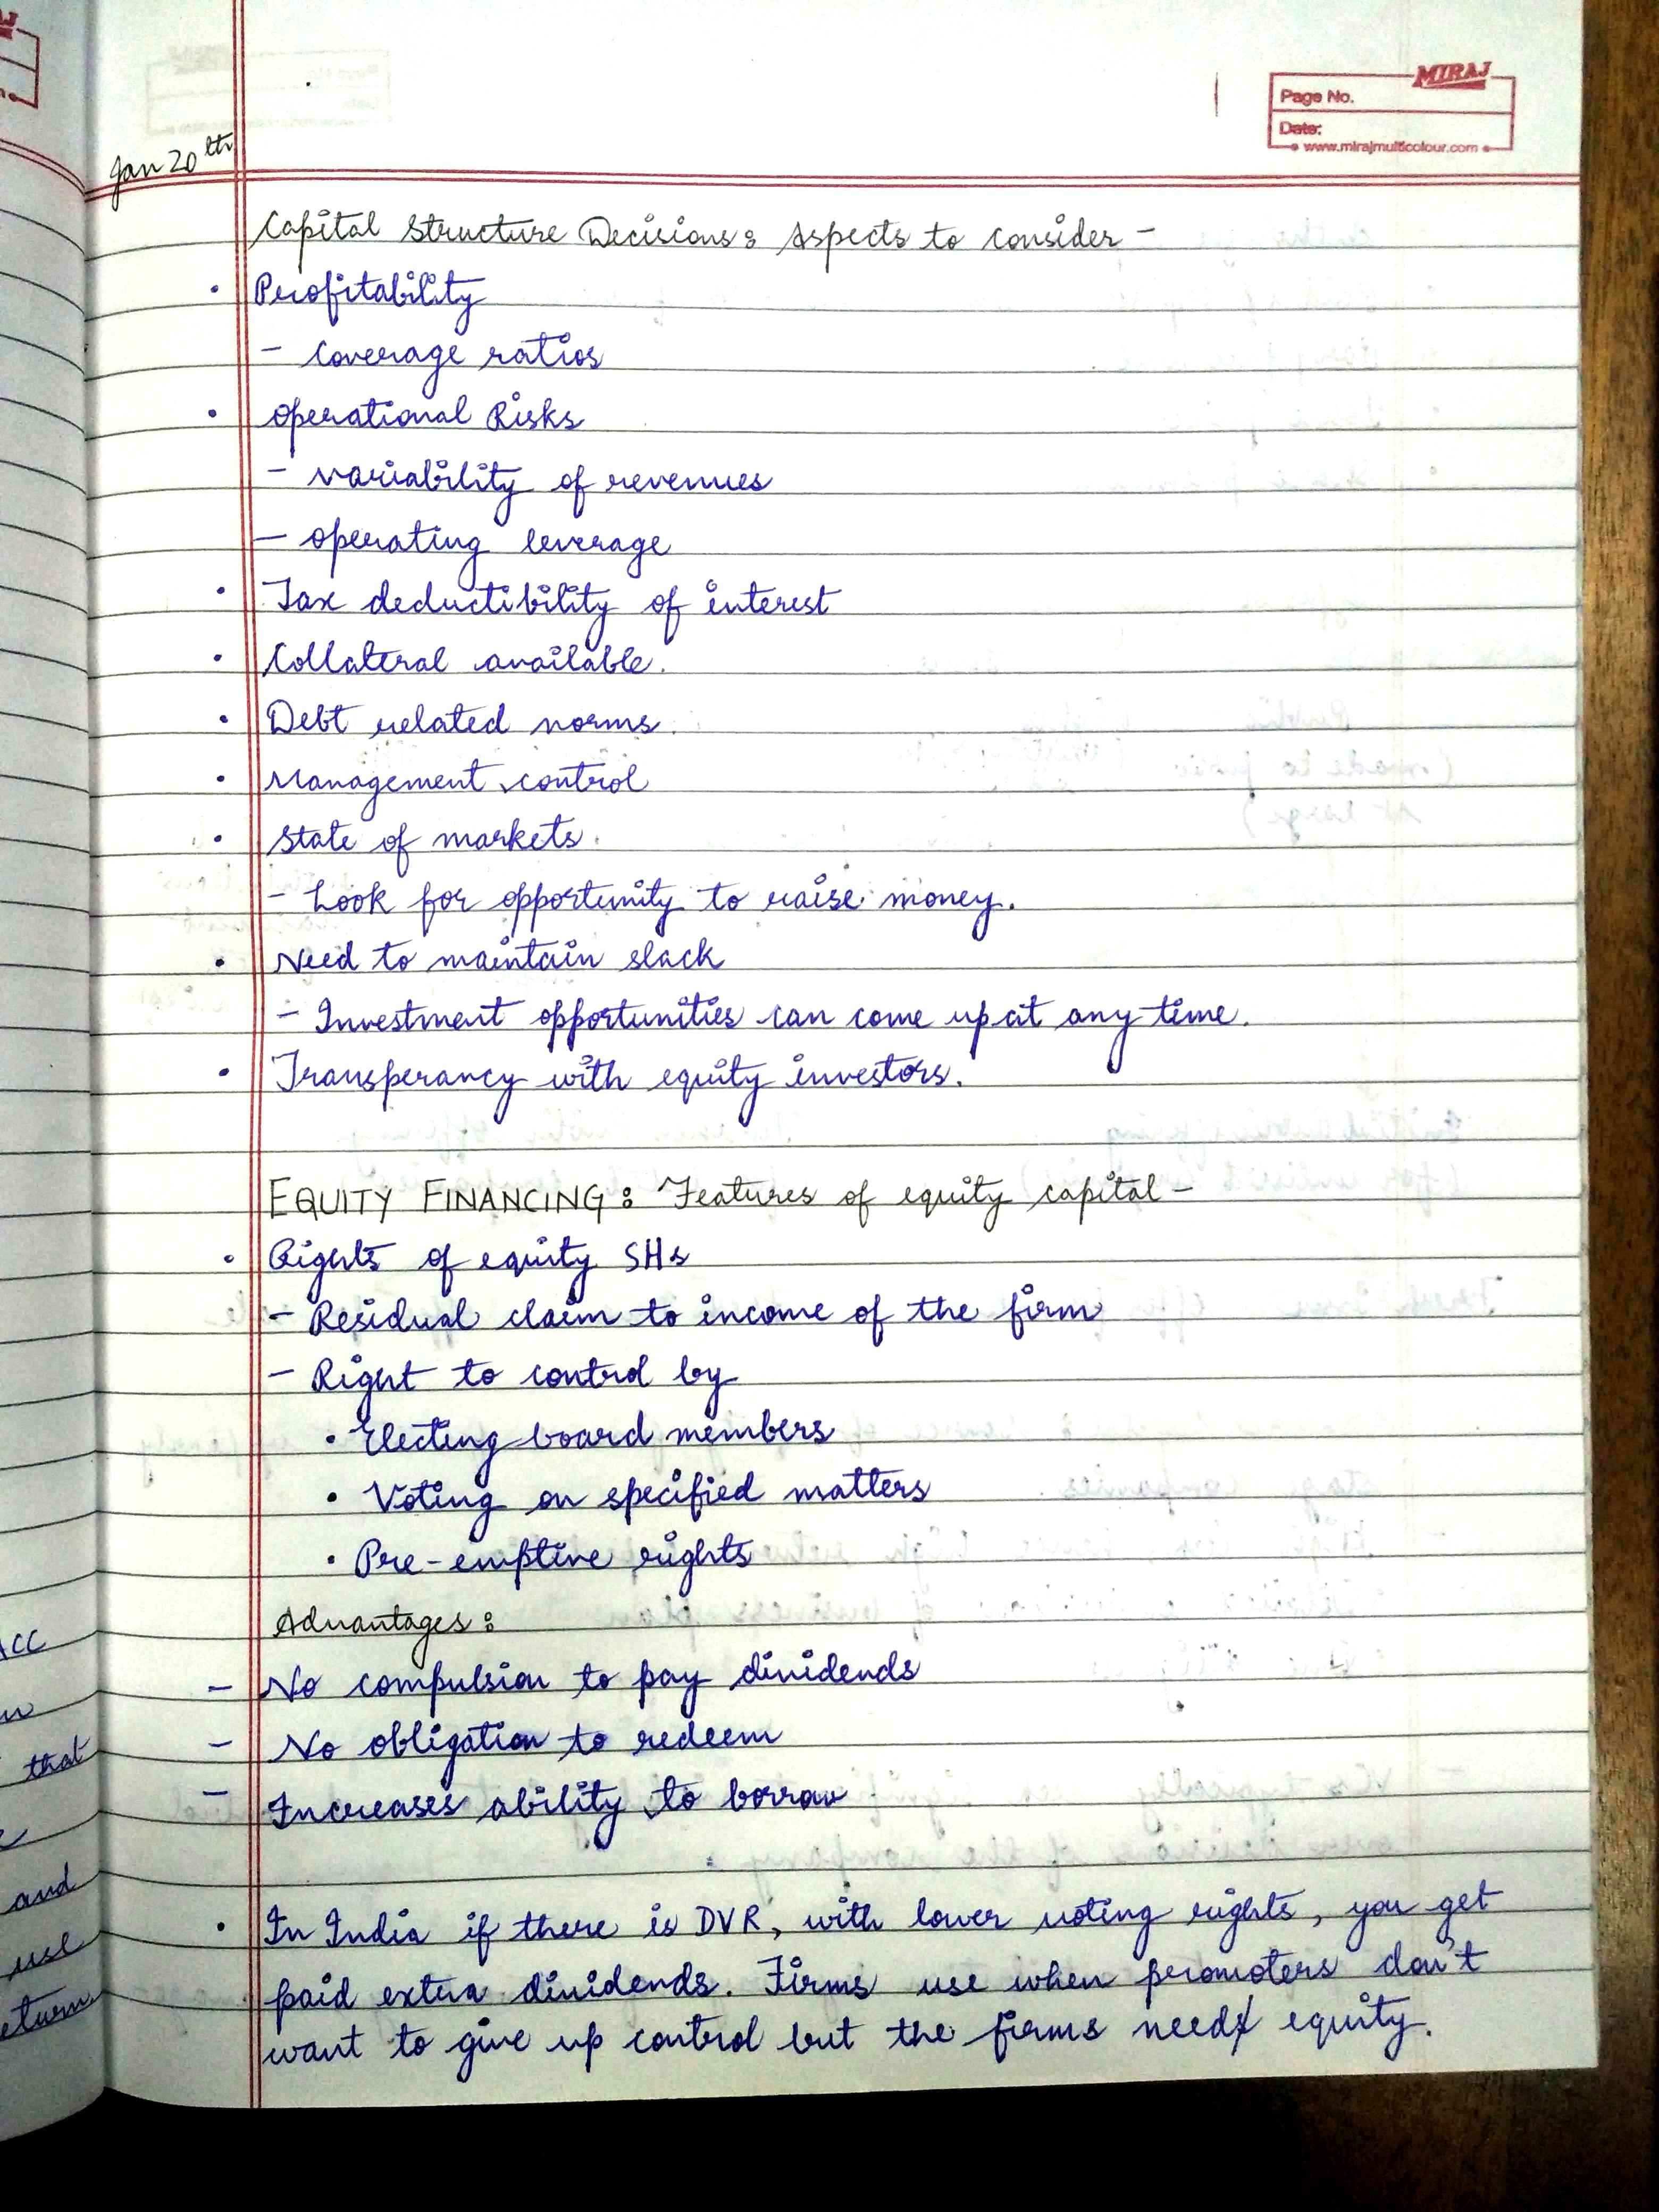 MIRAJ
Page No.
Date:
www.mirajmulticolour.com
Jan 20th
Capital Structure Decisions: Aspects to consider -
• Profitability
- Coverage ratios
• Operational Risks
- variability of revenues
- operating leverage
• Tax deductibility of interest
• Collateral available.
• Debt related norms.
• Management control
• State of markets.
- Look for opportunity to raise money.
• Need to maintain slack
- Investment opportunities can come up at any time.
• Transperancy with equity investors.
EQUITY FINANCING: Features of equity capital -
• Rights of equity SHs
- Residual claim to income of the firm
- Right to control by
• Electing board members
• Voting on specified matters
• Pre-emptive rights
Advantages:
- No compulsion to pay dividends
- No obligation to redeem
- Increases ability to borrow
• In India if there is DVR, with lower voting rights, you get
paid extra dividends. Firms use when promoters don't
want to give up control but the firms need equity.
that
and
use